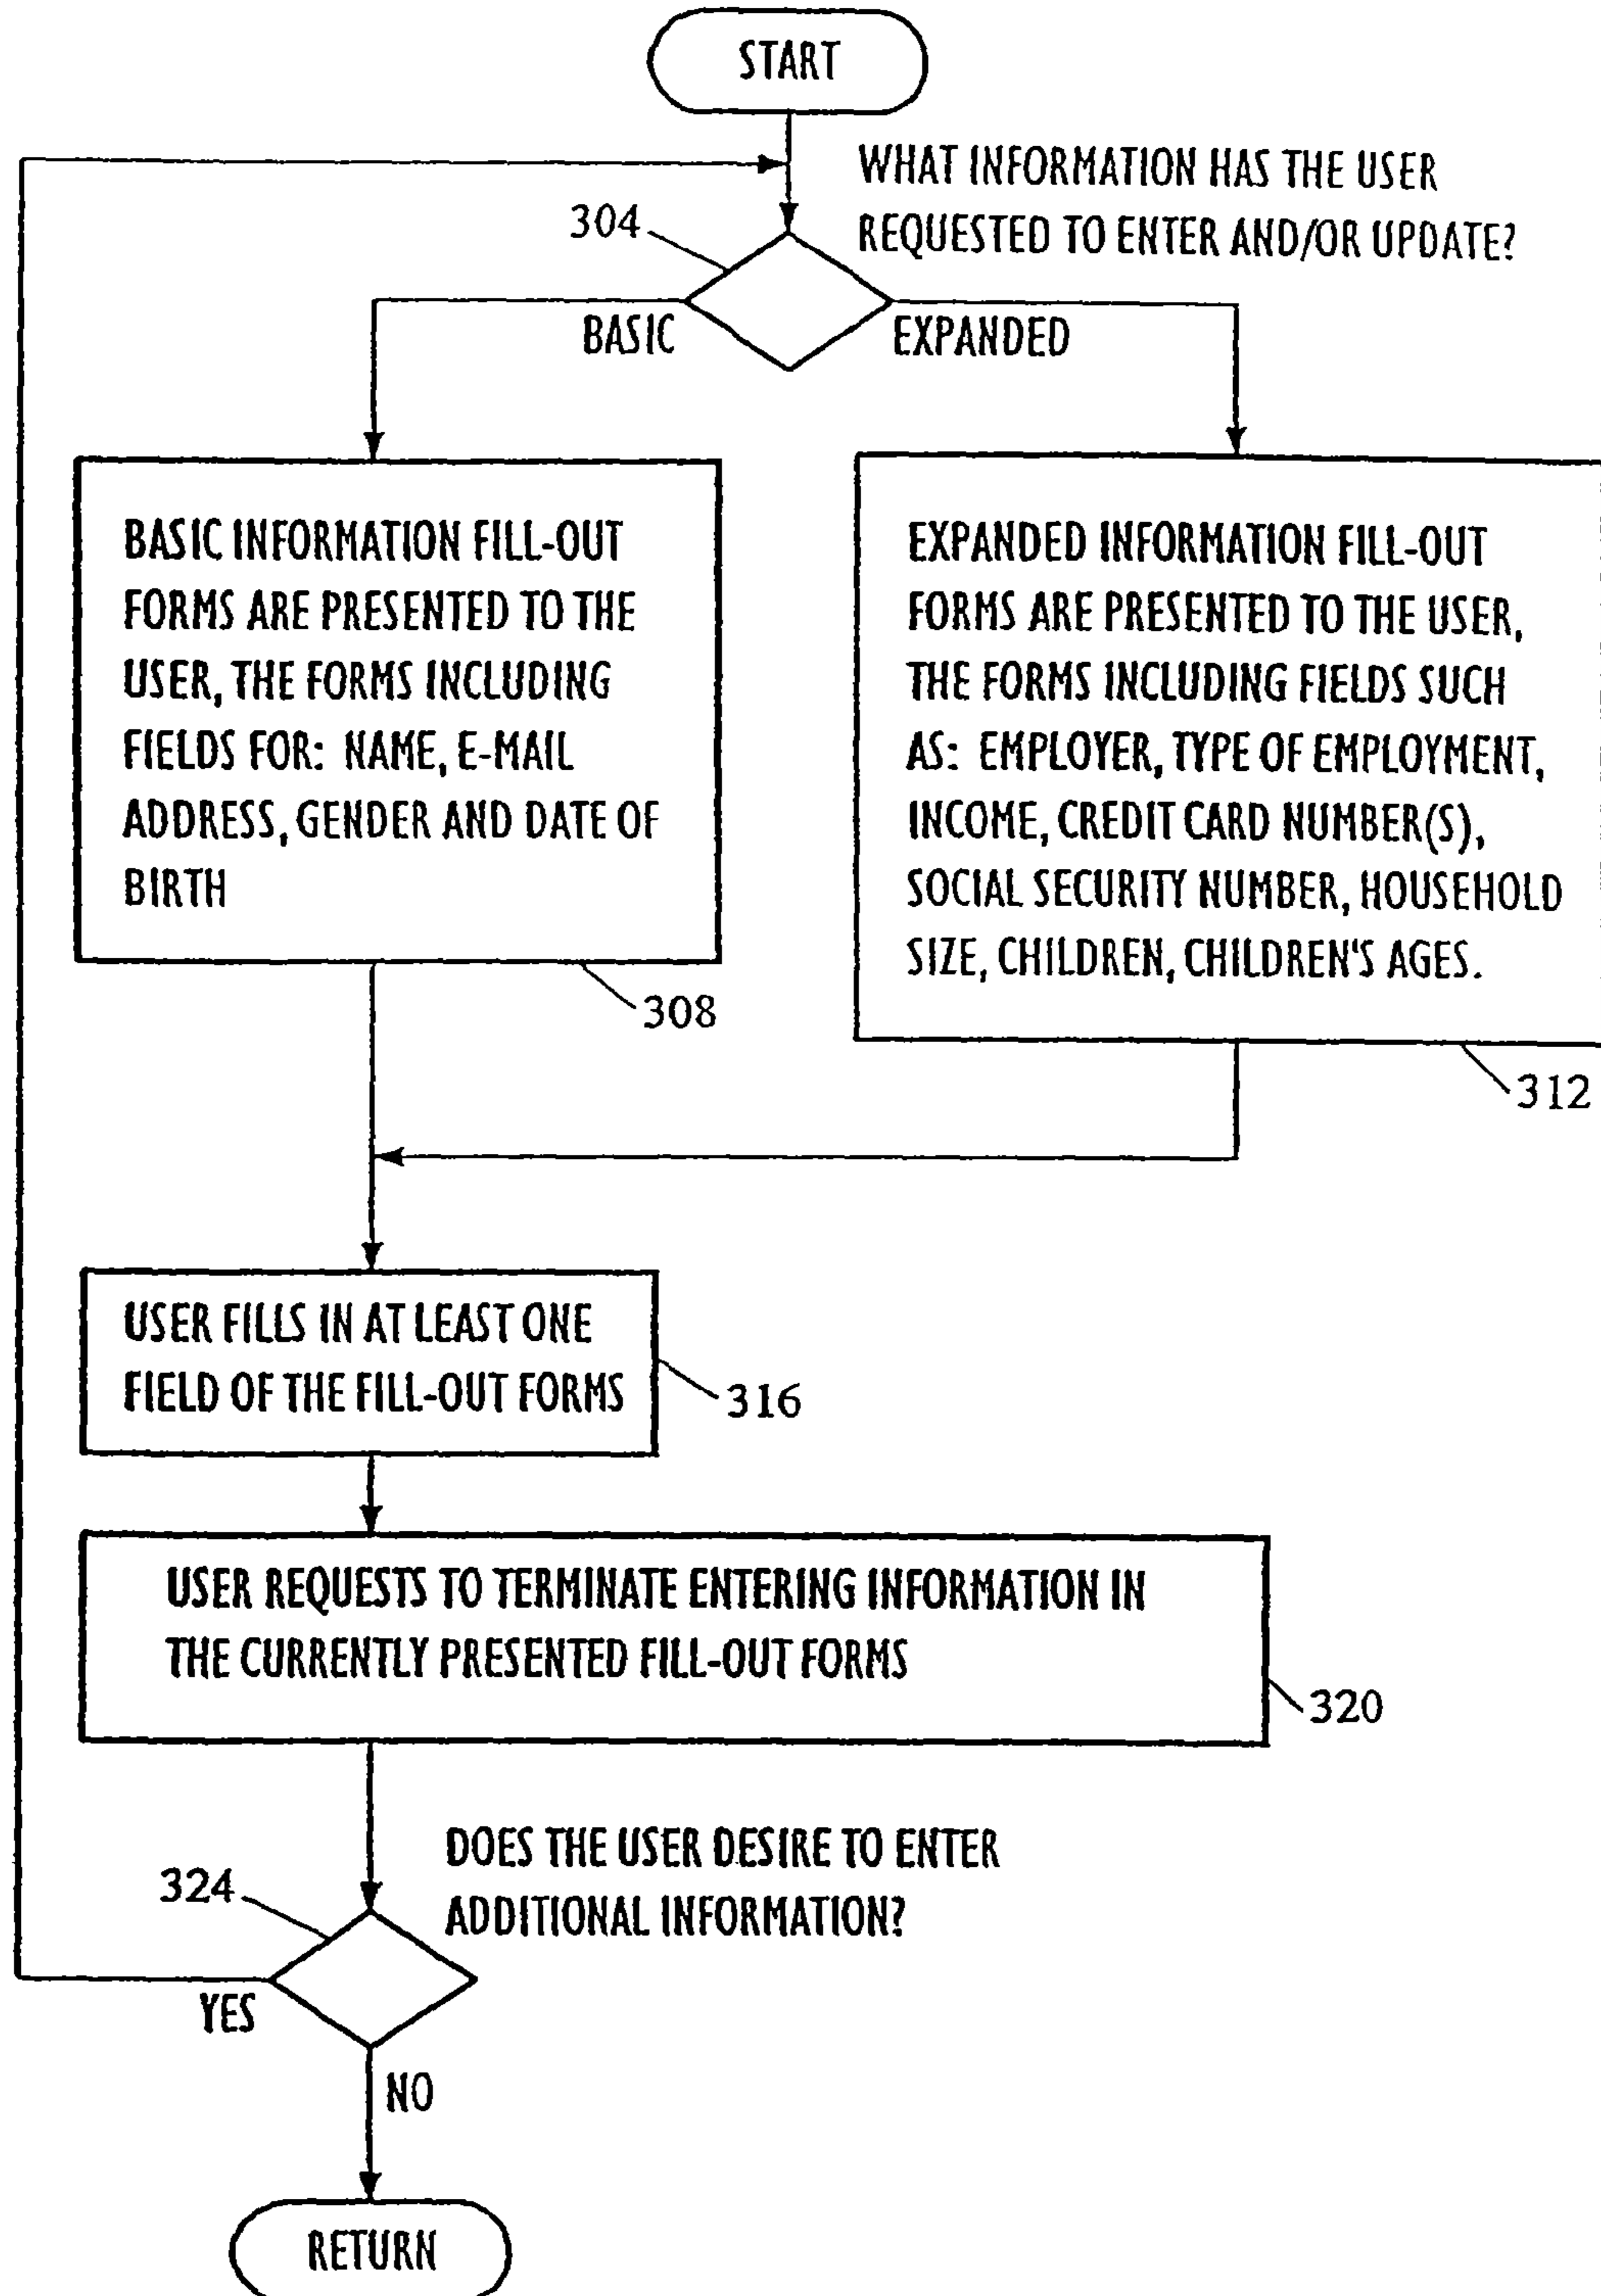 START
WHAT INFORMATION HAS THE USER
REQUESTED TO ENTER AND/OR UPDATE?
304
BASIC
EXPANDED
BASIC INFORMATION FILL-OUT
FORMS ARE PRESENTED TO THE
USER, THE FORMS INCLUDING
FIELDS FOR: NAME, E-MAIL
ADDRESS, GENDER AND DATE OF
BIRTH
308
EXPANDED INFORMATION FILL-OUT
FORMS ARE PRESENTED TO THE USER,
THE FORMS INCLUDING FIELDS SUCH
AS: EMPLOYER, TYPE OF EMPLOYMENT,
INCOME, CREDIT CARD NUMBER(S),
SOCIAL SECURITY NUMBER, HOUSEHOLD
SIZE, CHILDREN, CHILDREN'S AGES.
312
USER FILLS IN AT LEAST ONE
FIELD OF THE FILL-OUT FORMS
316
USER REQUESTS TO TERMINATE ENTERING INFORMATION IN
THE CURRENTLY PRESENTED FILL-OUT FORMS
320
DOES THE USER DESIRE TO ENTER
ADDITIONAL INFORMATION?
324
YES
NO
RETURN